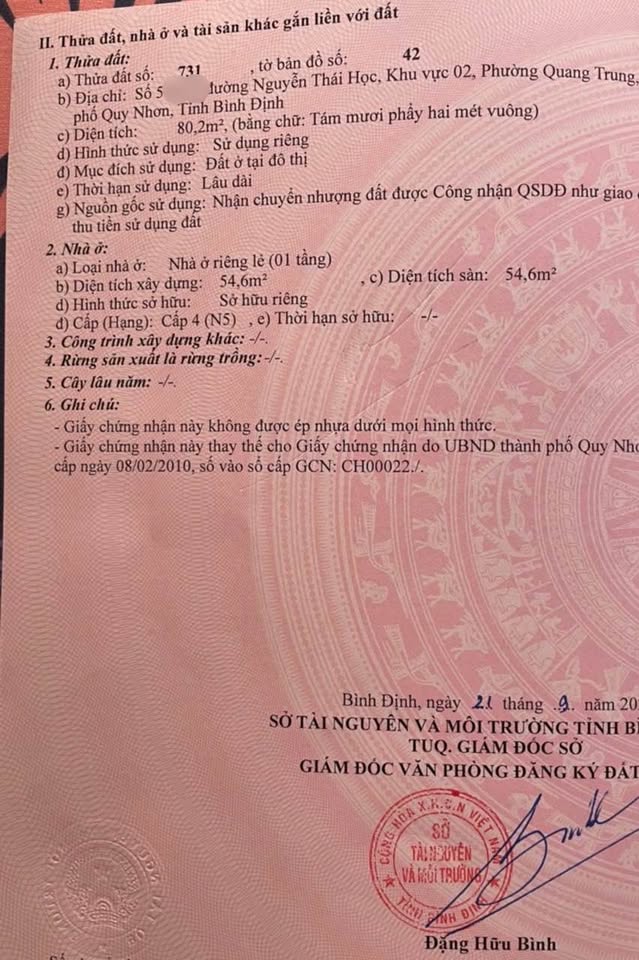 II. Thửa đất, nhà ở và tài sản khác gắn liền với đất
1. Thửa đất:
a) Thửa đất số: 731 , tờ bản đồ số: 42
b) Địa chỉ: Số 5 đường Nguyễn Thái Học, Khu vực 02, Phường Quang Trung,
phố Quy Nhơn, Tỉnh Bình Định
c) Diện tích: 80,2m², (bằng chữ: Tám mươi phẩy hai mét vuông)
d) Hình thức sử dụng: Sử dụng riêng
đ) Mục đích sử dụng: Đất ở tại đô thị
e) Thời hạn sử dụng: Lâu dài
g) Nguồn gốc sử dụng: Nhận chuyển nhượng đất được Công nhận QSDĐ như giao
thu tiền sử dụng đất
2. Nhà ở:
a) Loại nhà ở: Nhà ở riêng lẻ (01 tầng)
b) Diện tích xây dựng: 54,6m² , c) Diện tích sàn: 54,6m²
d) Hình thức sở hữu: Sở hữu riêng
đ) Cấp (Hạng): Cấp 4 (N5) , e) Thời hạn sở hữu: -/-
3. Công trình xây dựng khác: -/-.
4. Rừng sản xuất là rừng trồng: -/-.
5. Cây lâu năm: -/-.
6. Ghi chú:
- Giấy chứng nhận này không được ép nhựa dưới mọi hình thức.
- Giấy chứng nhận này thay thế cho Giấy chứng nhận do UBND thành phố Quy Nhơ
cấp ngày 08/02/2010, số vào sổ cấp GCN: CH00022./.
Bình Định, ngày 21 tháng .9. năm 20
SỞ TÀI NGUYÊN VÀ MÔI TRƯỜNG TỈNH BÌ
TUQ. GIÁM ĐỐC SỞ
GIÁM ĐỐC VĂN PHÒNG ĐĂNG KÝ ĐẤT
CỘNG HÒA X.H.C.N VIỆT NAM
SỞ
TÀI NGUYÊN
VÀ MÔI TRƯỜNG
TỈNH BÌNH ĐỊNH
Đặng Hữu Bình